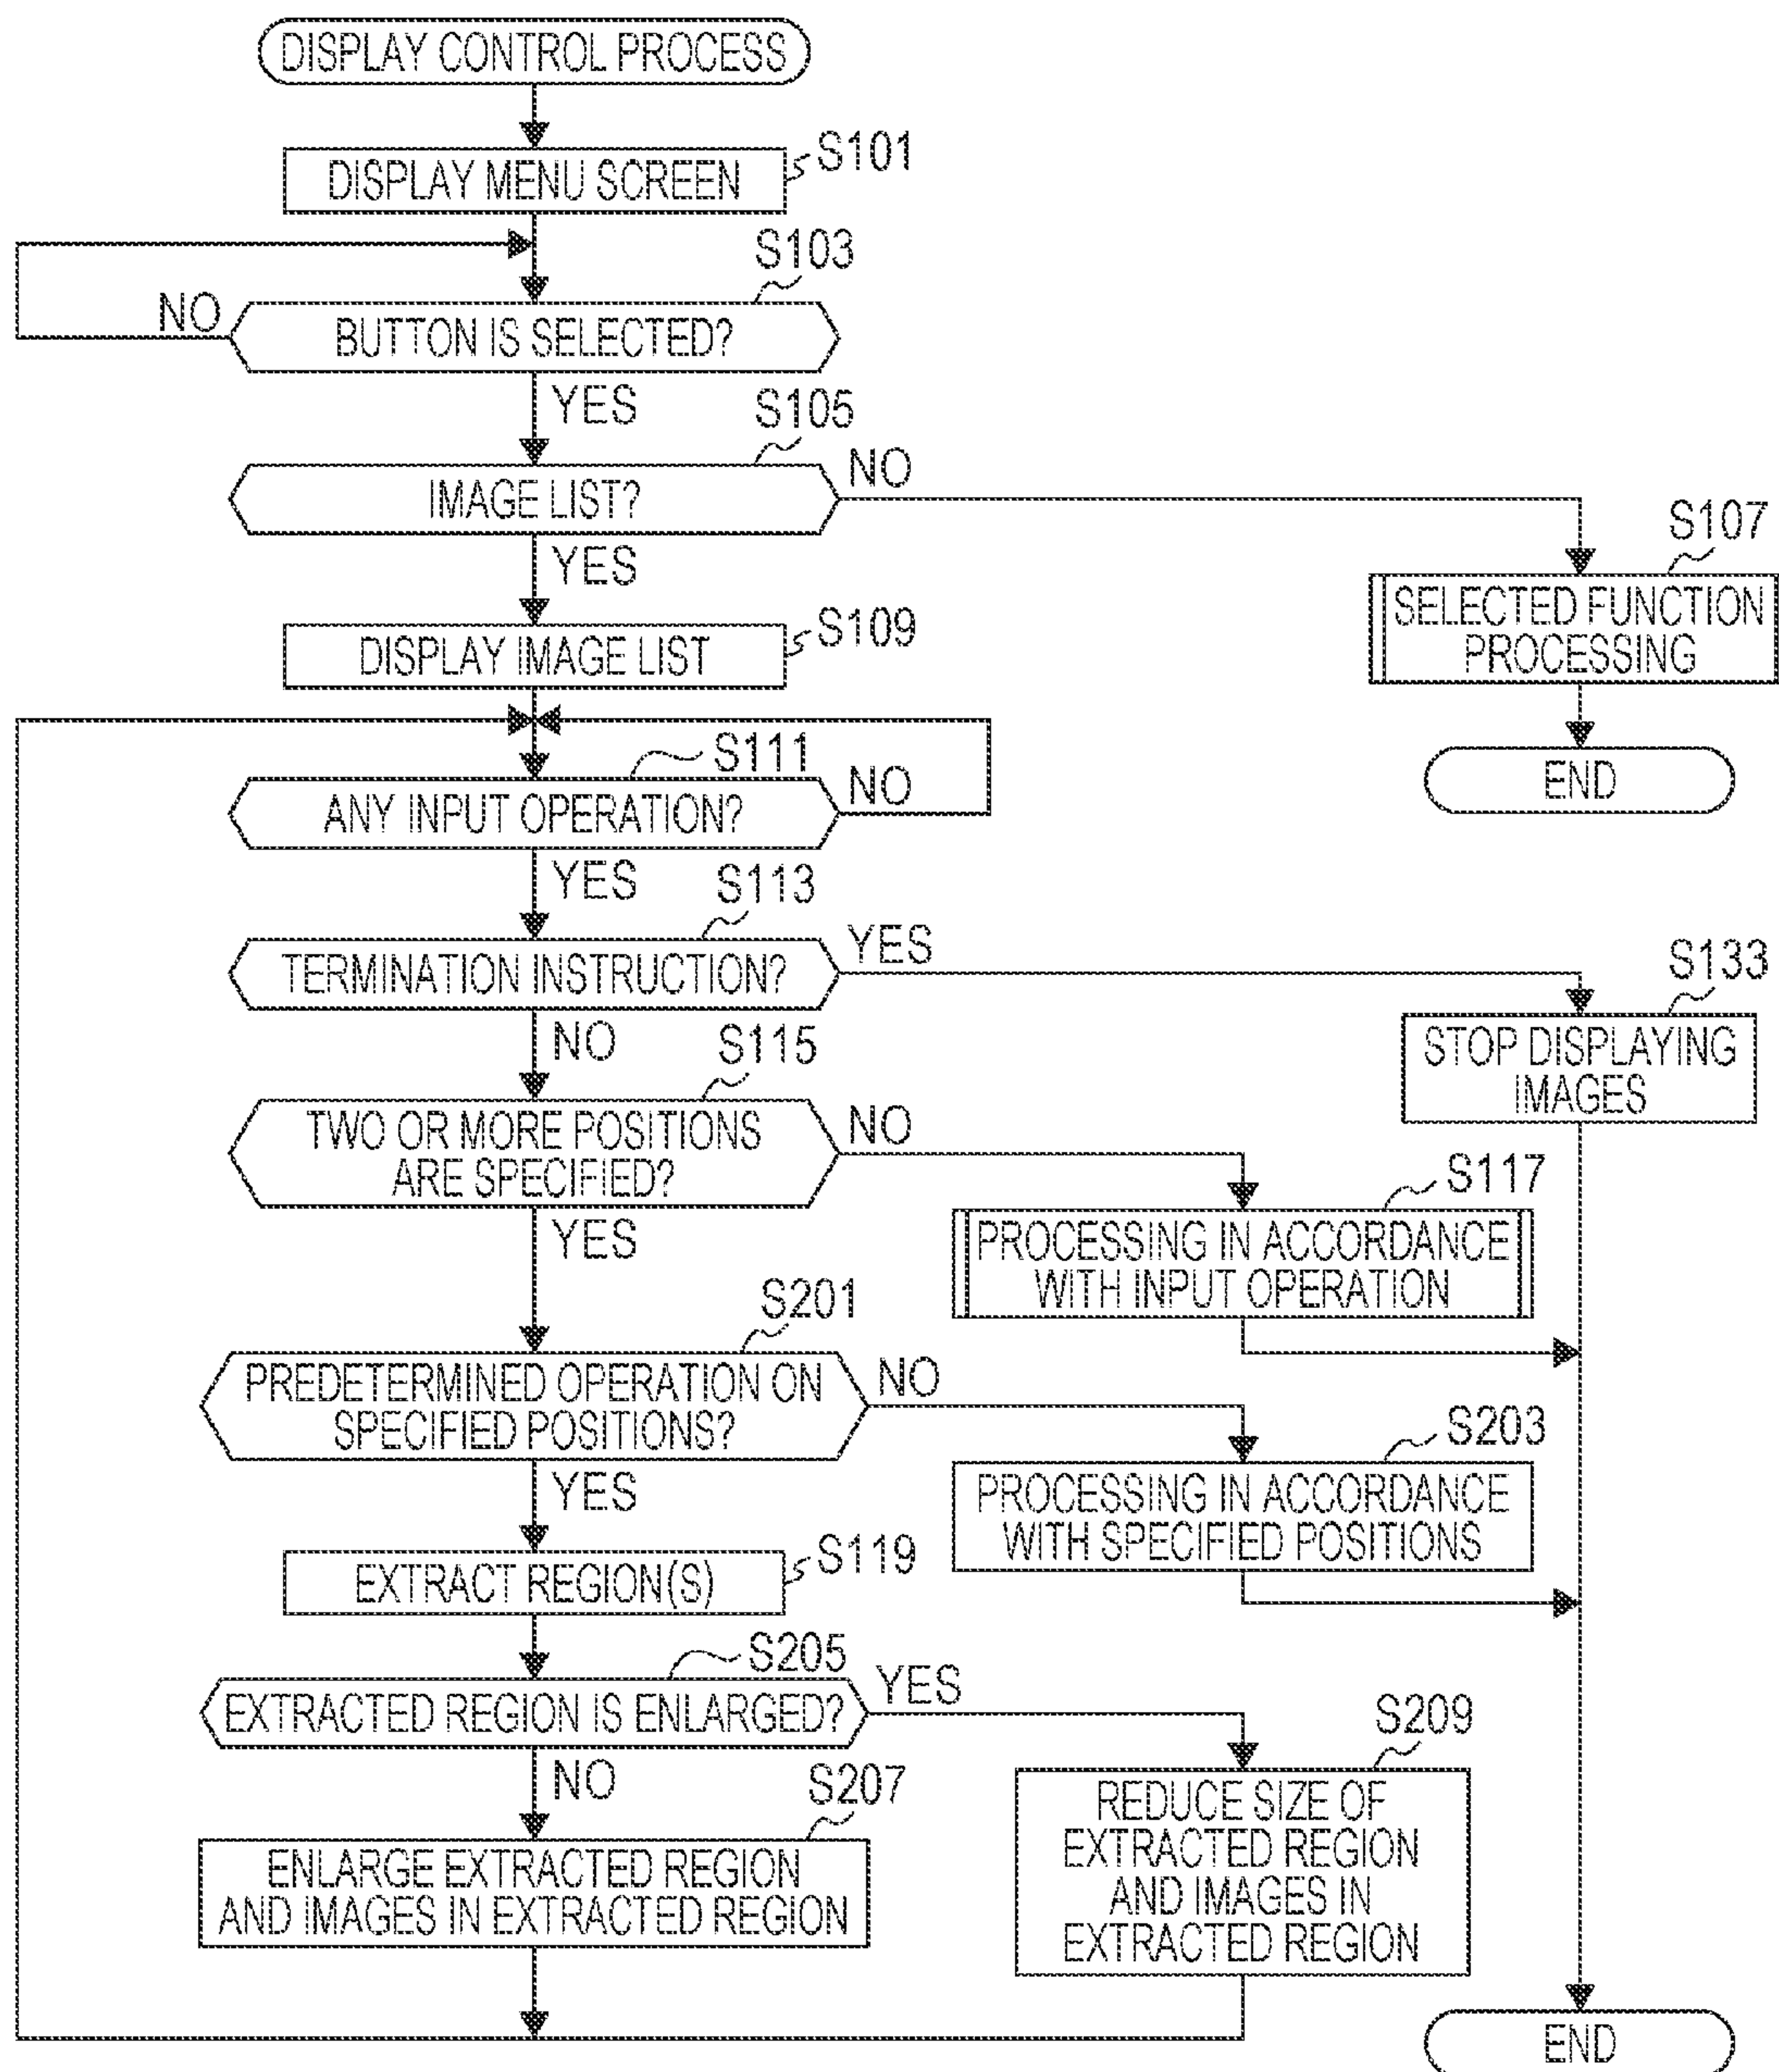 DISPLAY CONTROL PROCESS
S101
DISPLAY MENU SCREEN
S103
NO
BUTTON IS SELECTED?
YES
S105
NO
IMAGE LIST?
YES
S107
SELECTED FUNCTION
PROCESSING
END
S109
DISPLAY IMAGE LIST
S111
NO
ANY INPUT OPERATION?
YES
S113
YES
TERMINATION INSTRUCTION?
NO
S133
STOP DISPLAYING
IMAGES
S115
TWO OR MORE POSITIONS
ARE SPECIFIED?
NO
YES
S117
PROCESSING IN ACCORDANCE
WITH INPUT OPERATION
S201
PREDETERMINED OPERATION ON
SPECIFIED POSITIONS?
NO
YES
S203
PROCESSING IN ACCORDANCE
WITH SPECIFIED POSITIONS
S119
EXTRACT REGION(S)
S205
EXTRACTED REGION IS ENLARGED?
YES
NO
S207
ENLARGE EXTRACTED REGION
AND IMAGES IN EXTRACTED REGION
S209
REDUCE SIZE OF
EXTRACTED REGION
AND IMAGES IN
EXTRACTED REGION
END